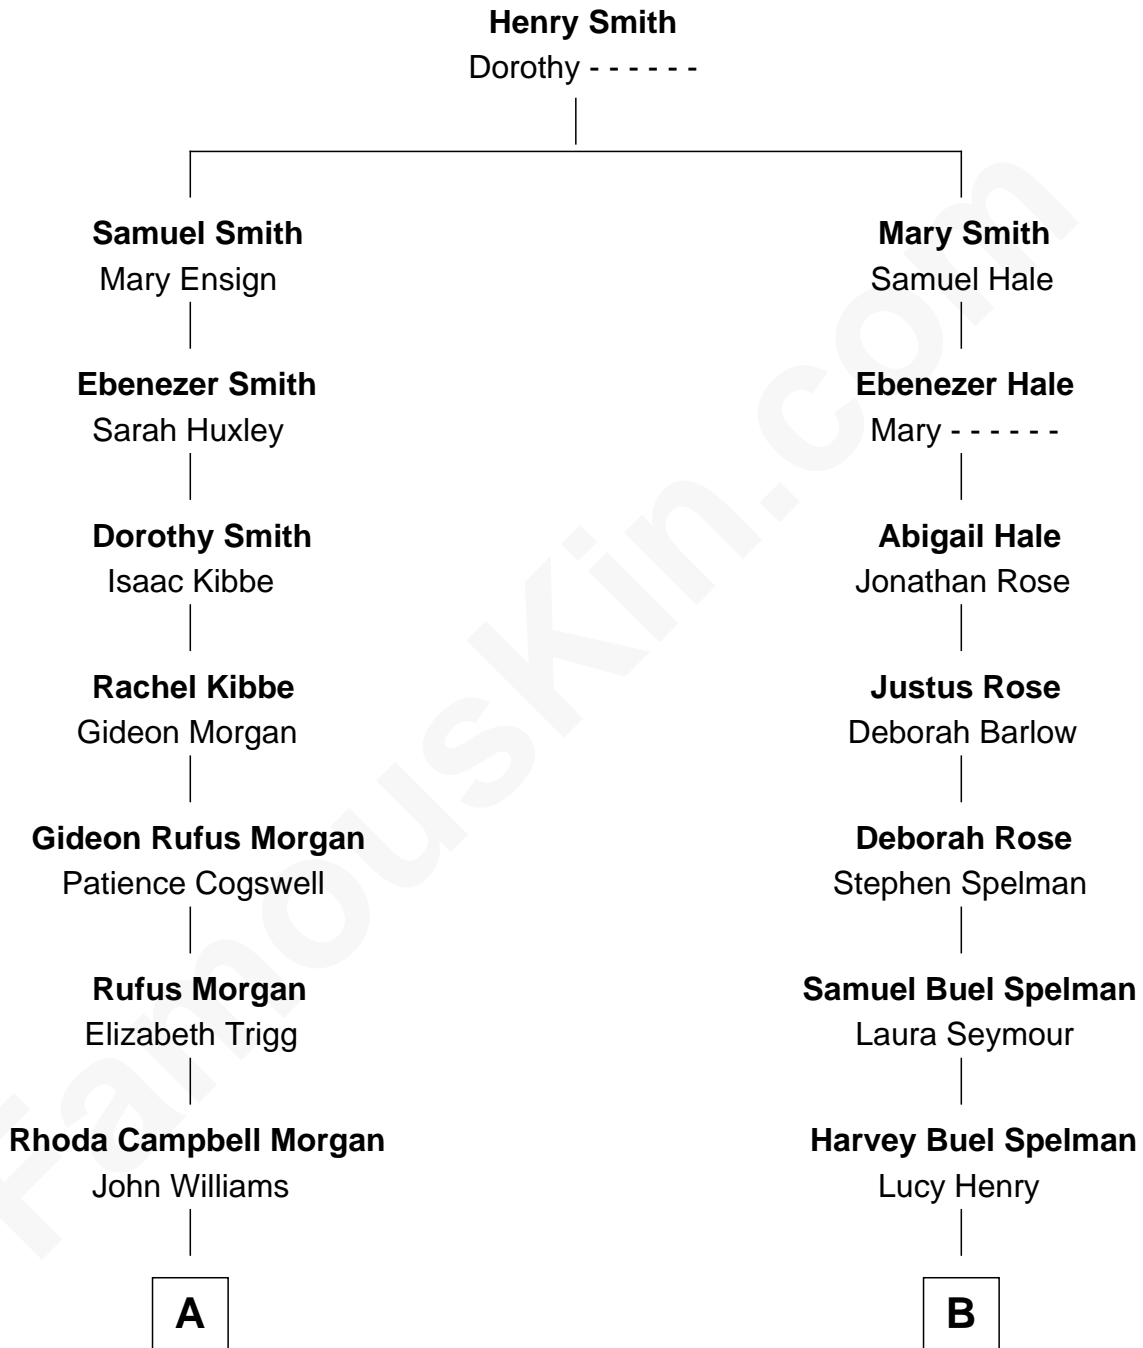 Henry Smith
Dorothy - - - - - -
Samuel Smith
Mary Ensign
Mary Smith
Samuel Hale
Ebenezer Smith
Sarah Huxley
Ebenezer Hale
Mary - - - - - -
Dorothy Smith
Isaac Kibbe
Abigail Hale
Jonathan Rose
Rachel Kibbe
Gideon Morgan
Justus Rose
Deborah Barlow
Gideon Rufus Morgan
Patience Cogswell
Deborah Rose
Stephen Spelman
Rufus Morgan
Elizabeth Trigg
Samuel Buel Spelman
Laura Seymour
Rhoda Campbell Morgan
John Williams
Harvey Buel Spelman
Lucy Henry
A
B
FamousKin.com